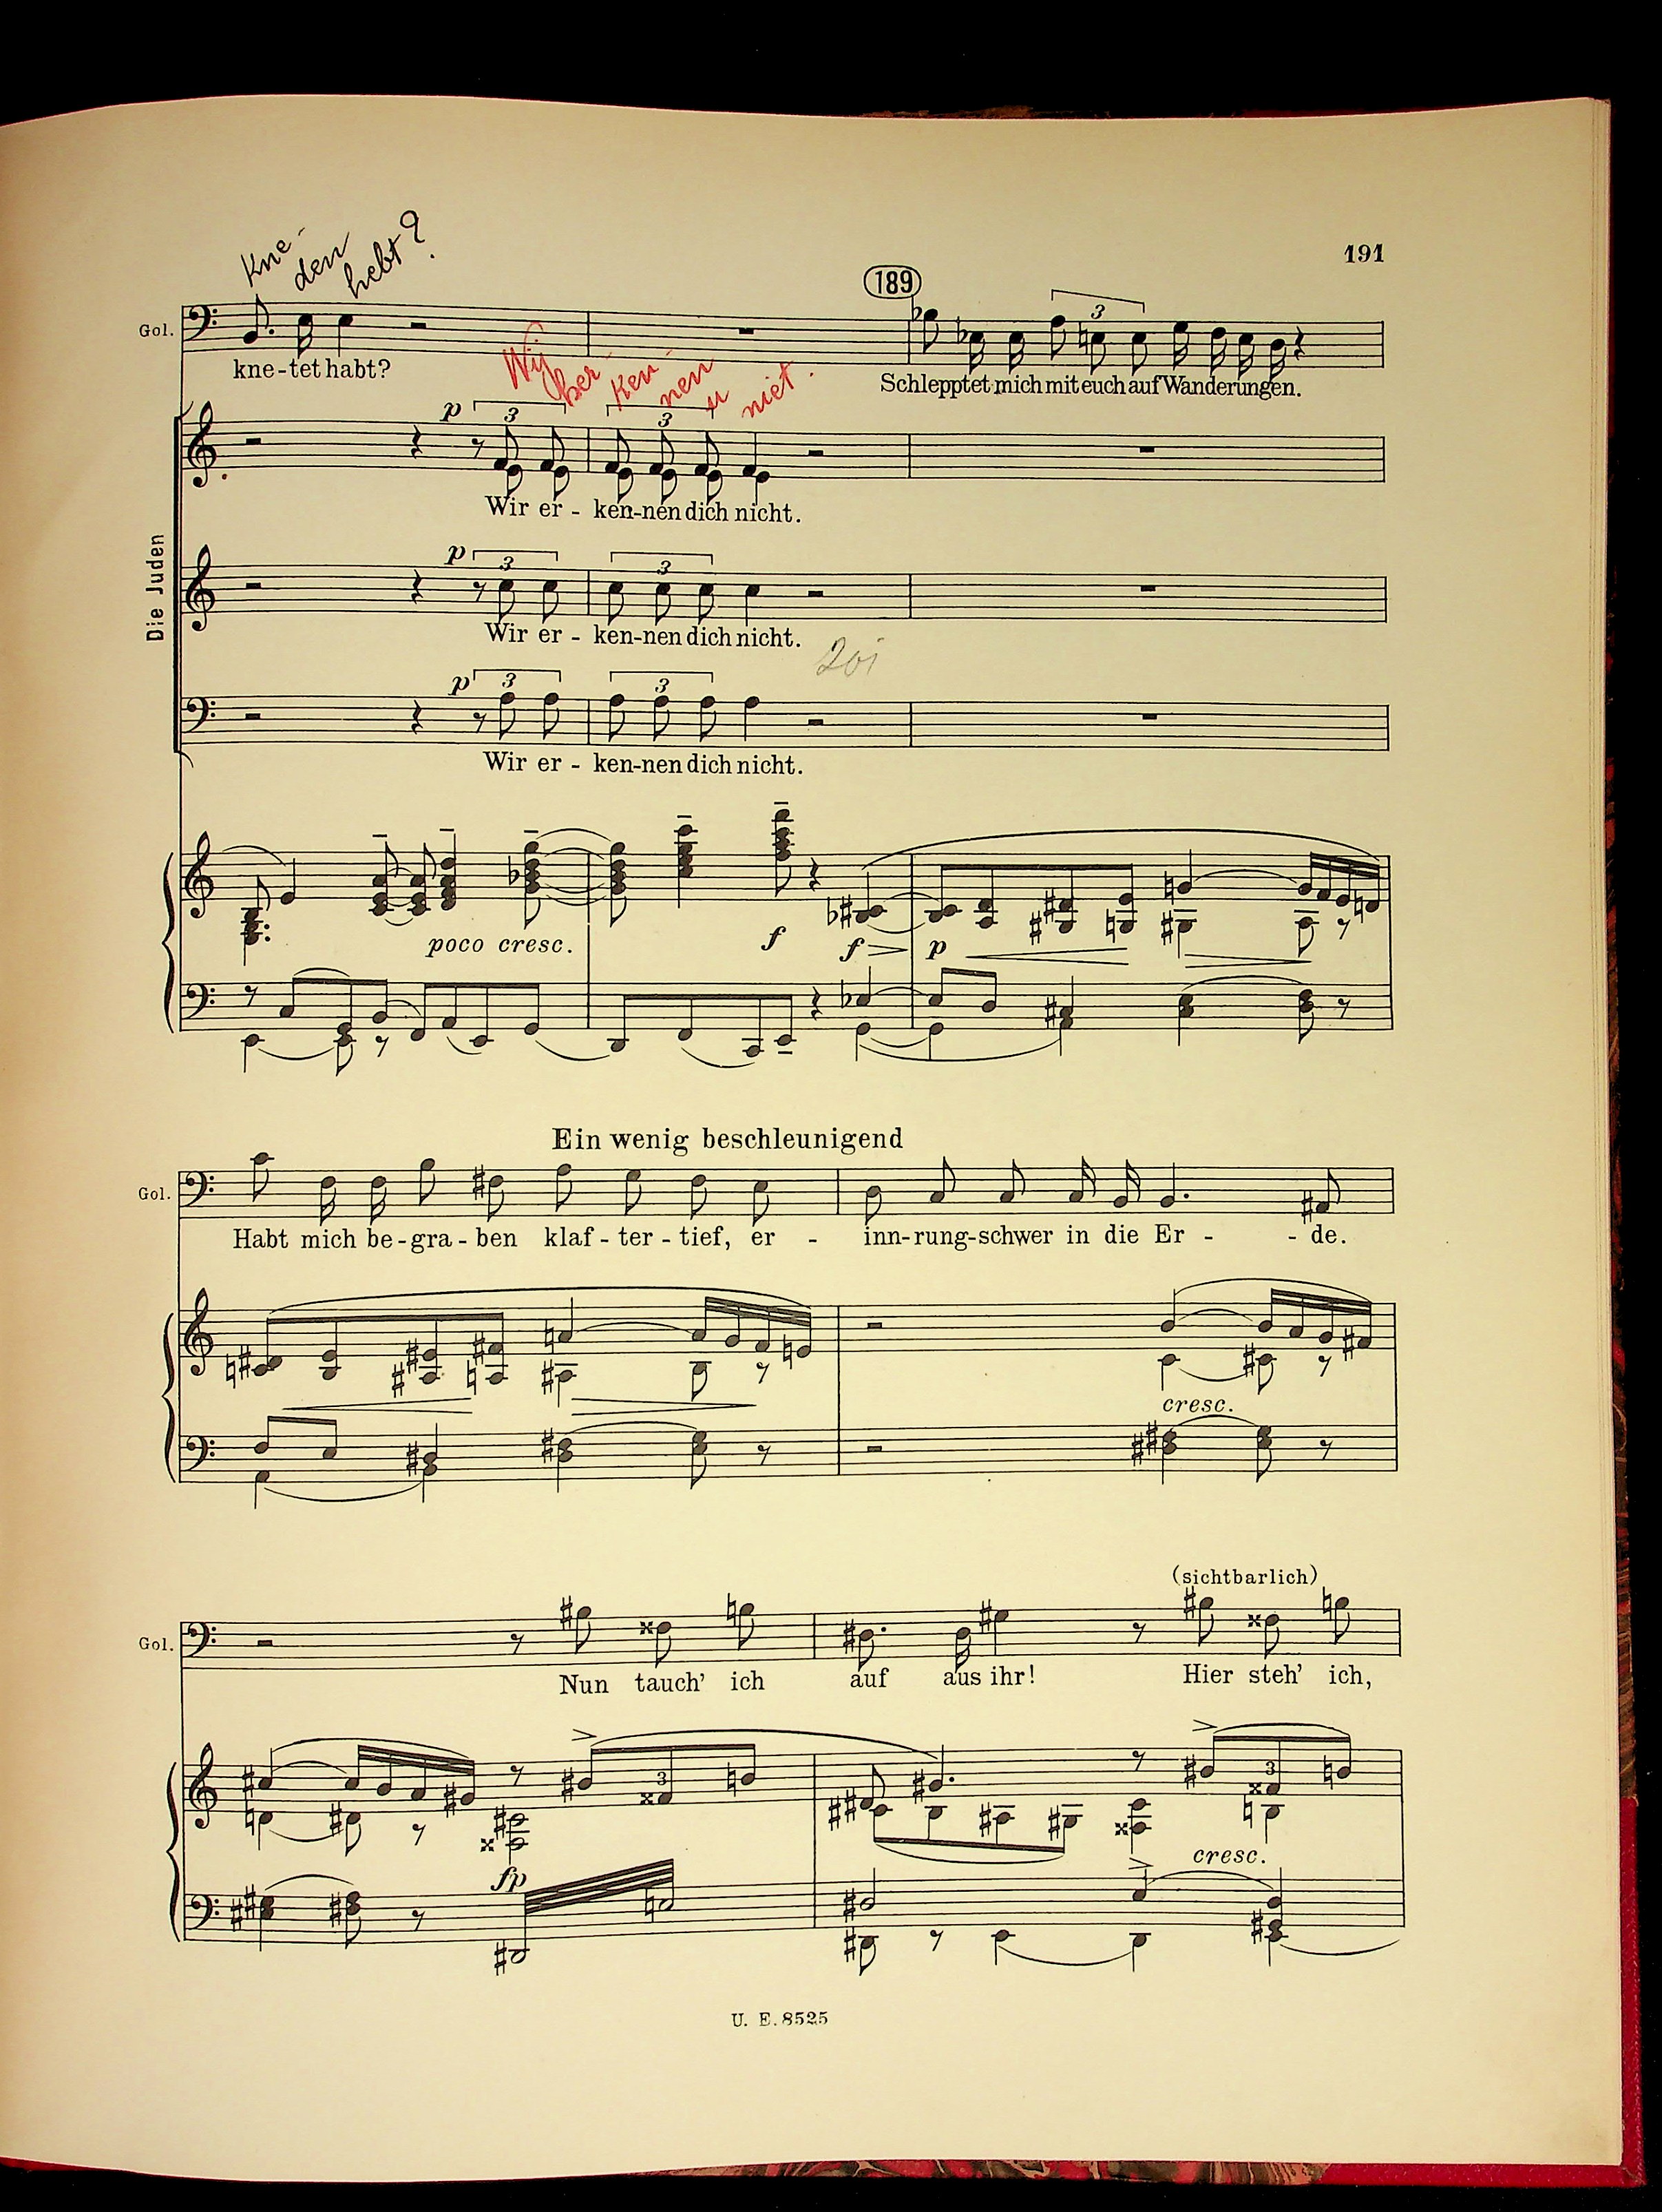 191
Kne-
den
hebt?
189
Gol.
kne-tet habt?
Schlepptet mich mit euch auf Wanderungen.
Wij
ken-
nen
u
niet.
Die Juden
p 3 3
Wir er - ken-nen dich nicht.
p 3 3
Wir er - ken-nen dich nicht.
201
p 3 3
Wir er - ken-nen dich nicht.
poco cresc. f f p
Ein wenig beschleunigend
Gol.
Habt mich be-gra-ben klaf-ter-tief, er - inn-rung-schwer in die Er - - de.
cresc.
(sichtbarlich)
Gol.
Nun tauch' ich auf aus ihr! Hier steh' ich,
3 3
fp cresc.
U. E. 8525